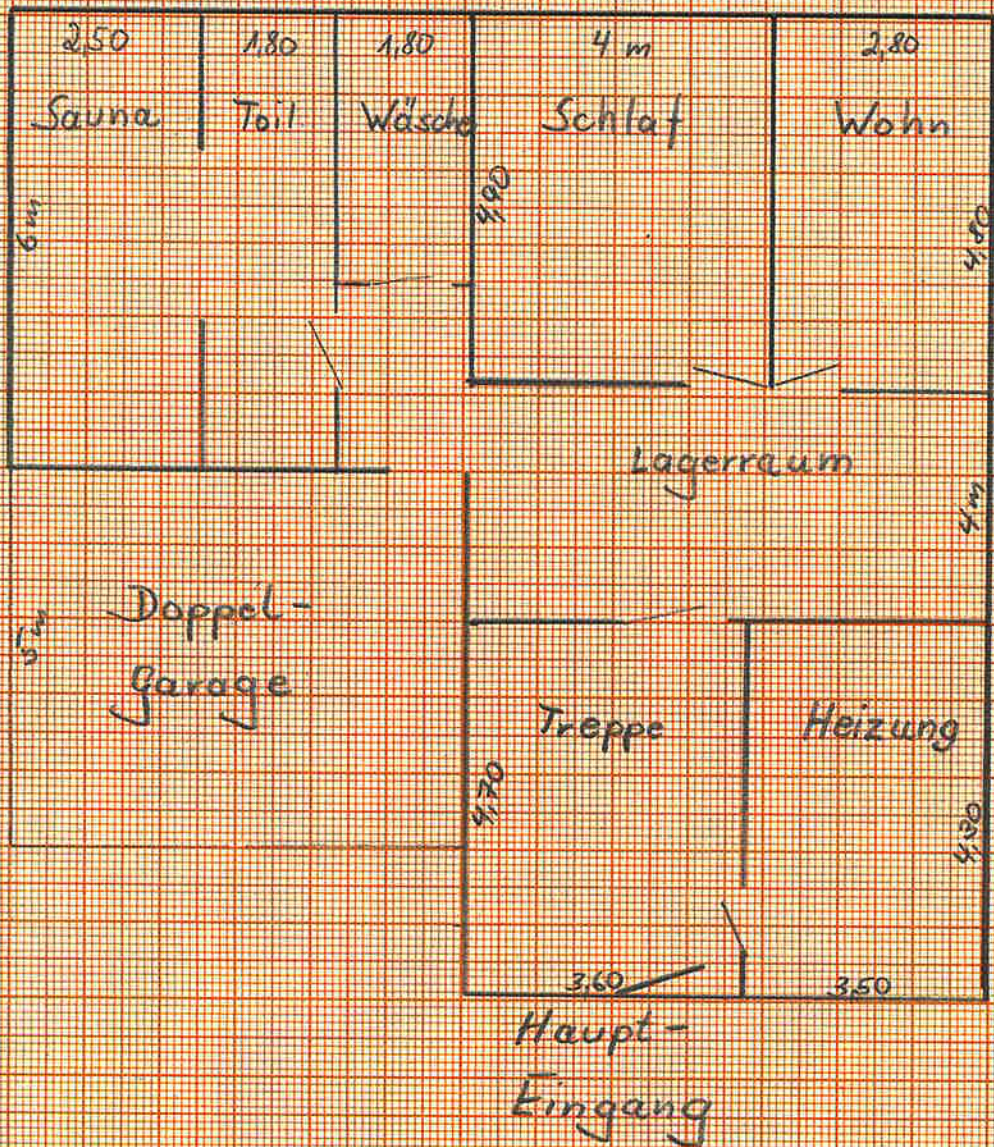 2,50 1,80 1,80 4 m 2,80
Sauna Toil. Wäsche Schlaf Wohn
6 m 4,90 4,80
Lagerraum
4 m
Doppel-
garage
5 m
Treppe Heizung
4,70 4,80
3,60 3,50
Haupt-
Eingang